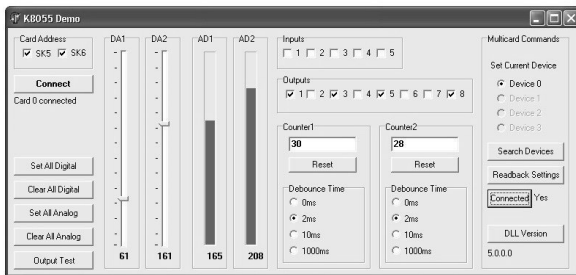 K8055 Demo
Card Address
SK5 SK6
Connect
Card 0 connected
Set All Digital
Clear All Digital
Set All Analog
Clear All Analog
Output Test
DA1
61
DA2
161
AD1
165
AD2
208
Inputs
1 2 3 4 5
Outputs
1 2 3 4 5 6 7 8
Counter1
30
Reset
Debounce Time
0ms
2ms
10ms
1000ms
Counter2
28
Reset
Debounce Time
0ms
2ms
10ms
1000ms
Multicard Commands
Set Current Device
Device 0
Device 1
Device 2
Device 3
Search Devices
Readback Settings
Connected Yes
DLL Version
5.0.0.0